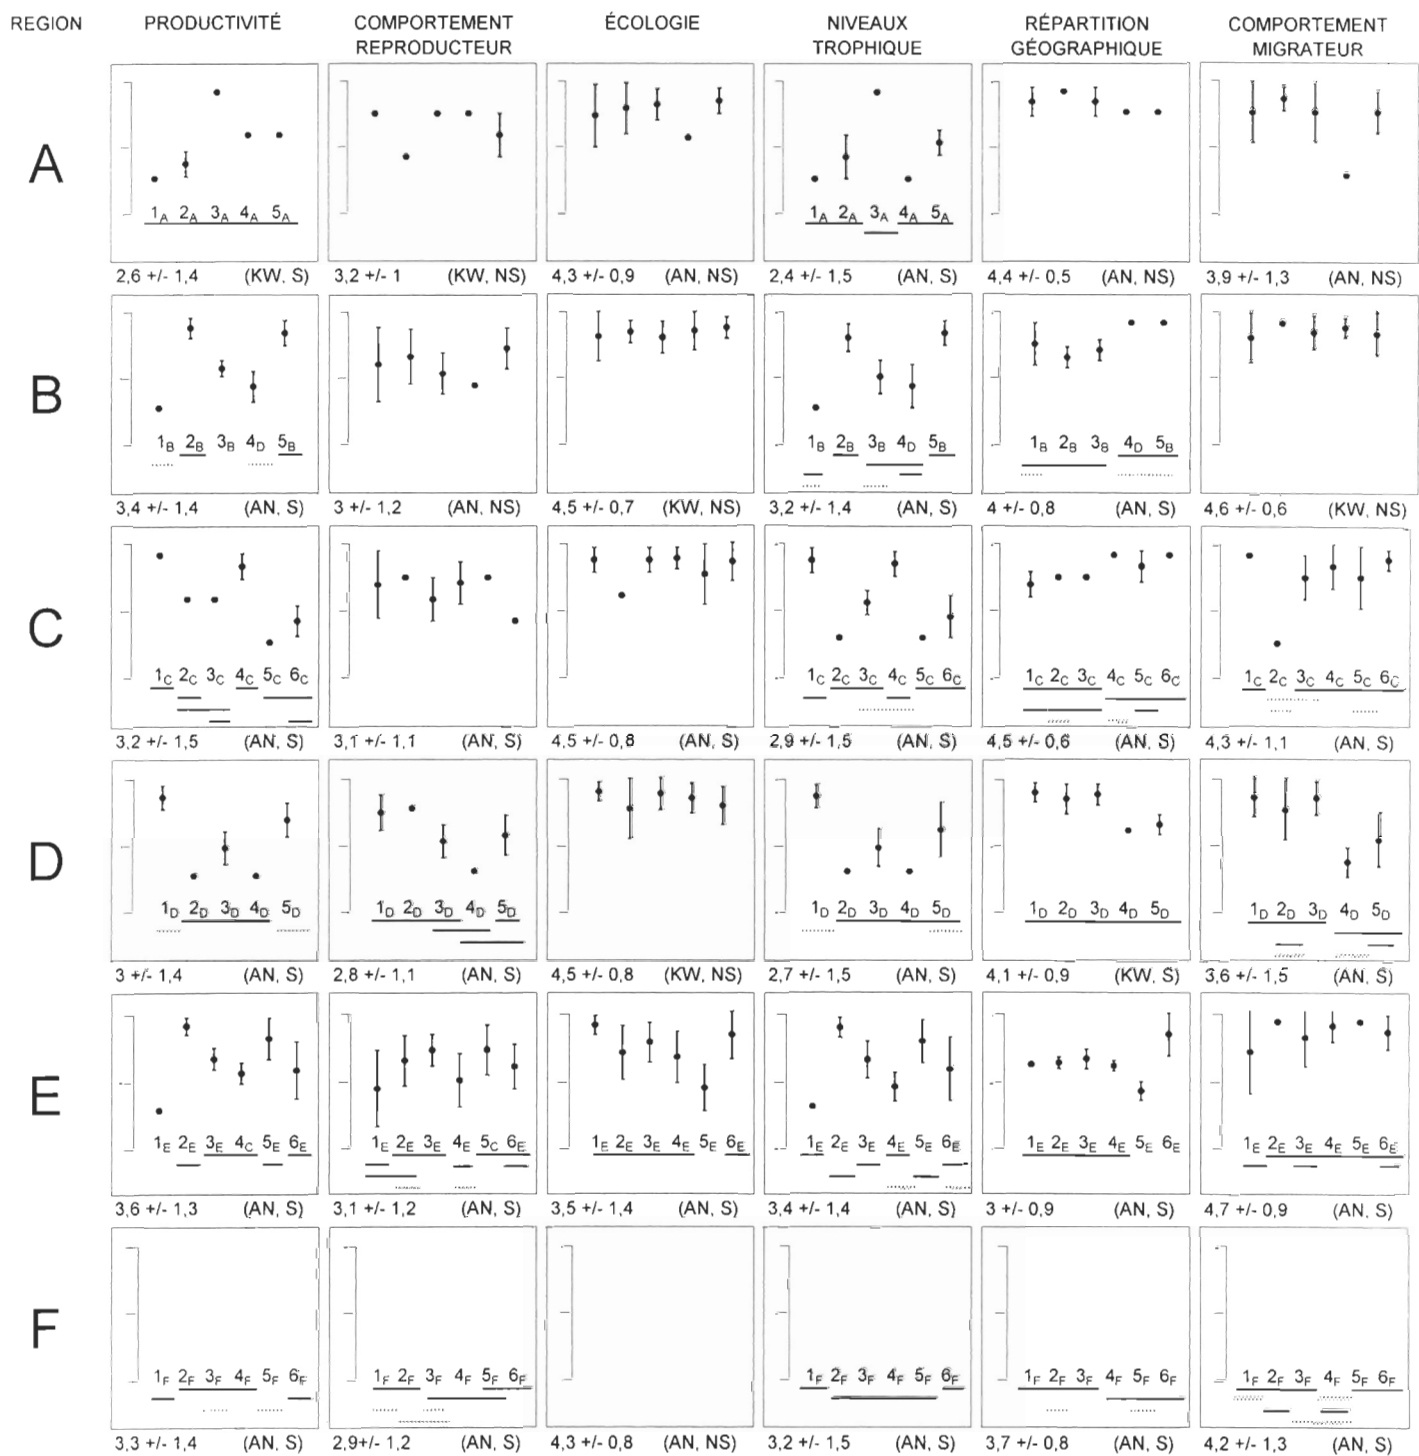 REGION PRODUCTIVITÉ COMPORTEMENT REPRODUCTEUR ÉCOLOGIE NIVEAUX TROPHIQUE RÉPARTITION GÉOGRAPHIQUE COMPORTEMENT MIGRATEUR
A
1A 2A 3A 4A 5A
1A 2A 3A 4A 5A
2,6 +/- 1,4 (KW, S)
3,2 +/- 1 (KW, NS)
4,3 +/- 0,9 (AN, NS)
2,4 +/- 1,5 (AN, S)
4,4 +/- 0,5 (AN, NS)
3,9 +/- 1,3 (AN, NS)
B
1B 2B 3B 4D 5B
1B 2B 3B 4D 5B
1B 2B 3B 4D 5B
3,4 +/- 1,4 (AN, S)
3 +/- 1,2 (AN, NS)
4,5 +/- 0,7 (KW, NS)
3,2 +/- 1,4 (AN, S)
4 +/- 0,8 (AN, S)
4,6 +/- 0,6 (KW, NS)
C
1C 2C 3C 4C 5C 6C
1C 2C 3C 4C 5C 6C
1C 2C 3C 4C 5C 6C
1C 2C 3C 4C 5C 6C
3,2 +/- 1,5 (AN, S)
3,1 +/- 1,1 (AN, S)
4,5 +/- 0,8 (AN, S)
2,9 +/- 1,5 (AN, S)
4,5 +/- 0,6 (AN, S)
4,3 +/- 1,1 (AN, S)
D
1D 2D 3D 4D 5D
1D 2D 3D 4D 5D
1D 2D 3D 4D 5D
1D 2D 3D 4D 5D
1D 2D 3D 4D 5D
3 +/- 1,4 (AN, S)
2,8 +/- 1,1 (AN, S)
4,5 +/- 0,8 (KW, NS)
2,7 +/- 1,5 (AN, S)
4,1 +/- 0,9 (KW, S)
3,6 +/- 1,5 (AN, S)
E
1E 2E 3E 4C 5E 6E
1E 2E 3E 4E 5C 6E
1E 2E 3E 4E 5E 6E
1E 2E 3E 4E 5E 6E
1E 2E 3E 4E 5E 6E
1E 2E 3E 4E 5E 6E
3,6 +/- 1,3 (AN, S)
3,1 +/- 1,2 (AN, S)
3,5 +/- 1,4 (AN, S)
3,4 +/- 1,4 (AN, S)
3 +/- 0,9 (AN, S)
4,7 +/- 0,9 (AN, S)
F
1F 2F 3F 4F 5F 6F
1F 2F 3F 4F 5F 6F
1F 2F 3F 4F 5F 6F
1F 2F 3F 4F 5F 6F
1F 2F 3F 4F 5F 6F
3,3 +/- 1,4 (AN, S)
2,9+/- 1,2 (AN, S)
4,3 +/- 0,8 (AN, NS)
3,2 +/- 1,5 (AN, S)
3,7 +/- 0,8 (AN, S)
4,2 +/- 1,3 (AN, S)